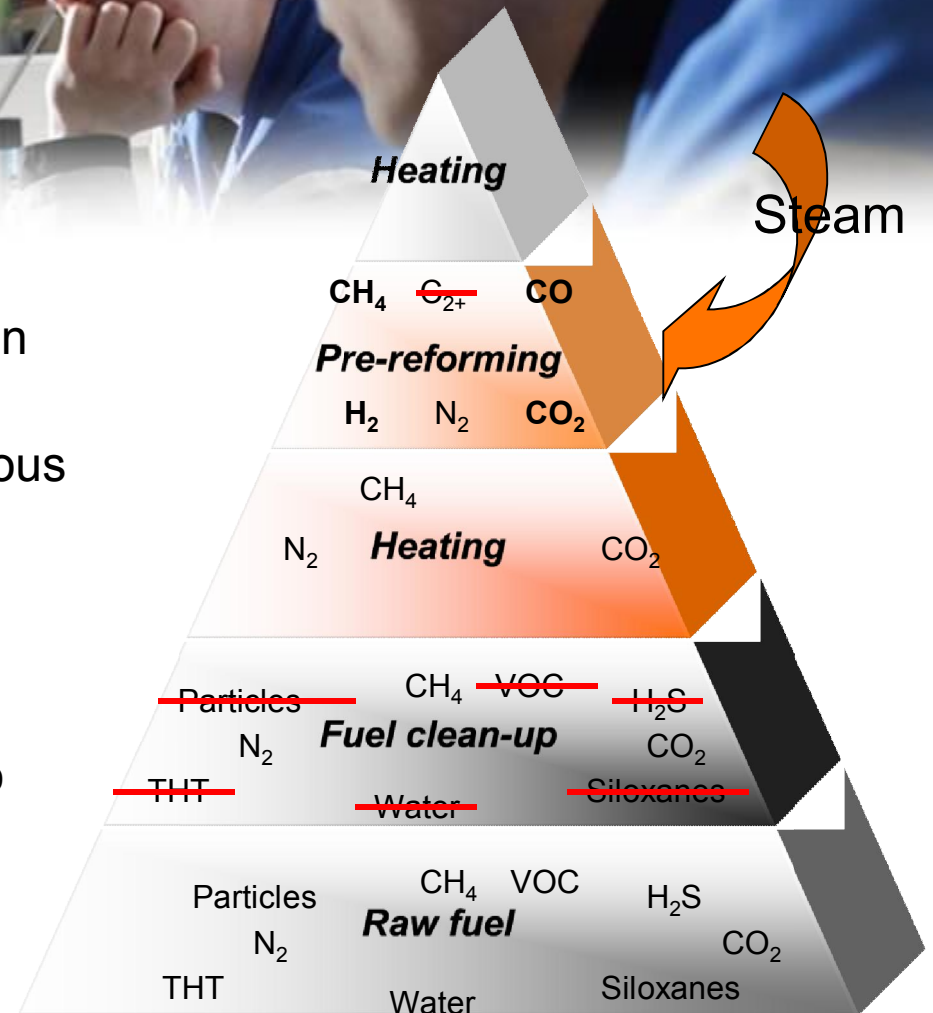 Heating
Steam
CH₄ C₂₊ CO
n
Pre-reforming
H₂ N₂ CO₂
ous
CH₄
N₂ Heating CO₂
Particles CH₄ VOC H₂S
Fuel clean-up
N₂ CO₂
THT Water Siloxanes
Particles CH₄ VOC H₂S
Raw fuel
N₂ CO₂
THT Water Siloxanes